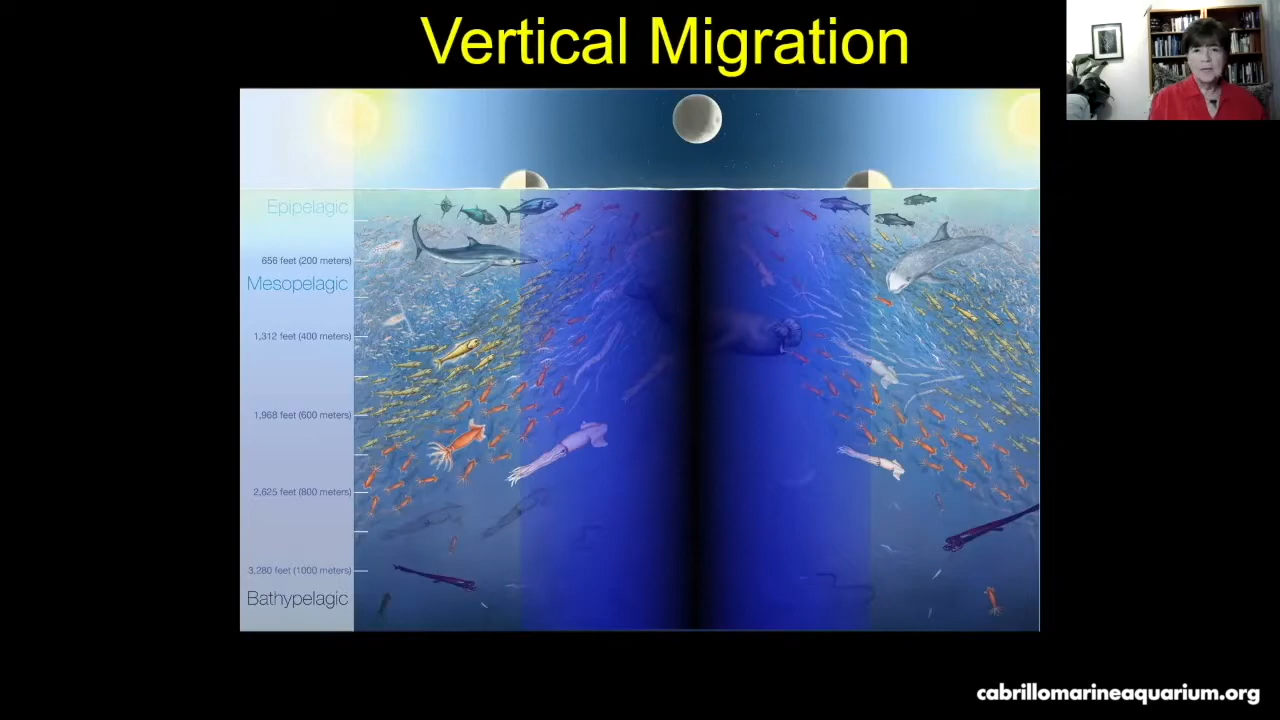 Vertical Migration
Epipelagic
656 feet (200 meters)
Mesopelagic
1,312 feet (400 meters)
1,968 feet (600 meters)
2,625 feet (800 meters)
3,280 feet (1000 meters)
Bathypelagic
cabrillomarineaquarium.org